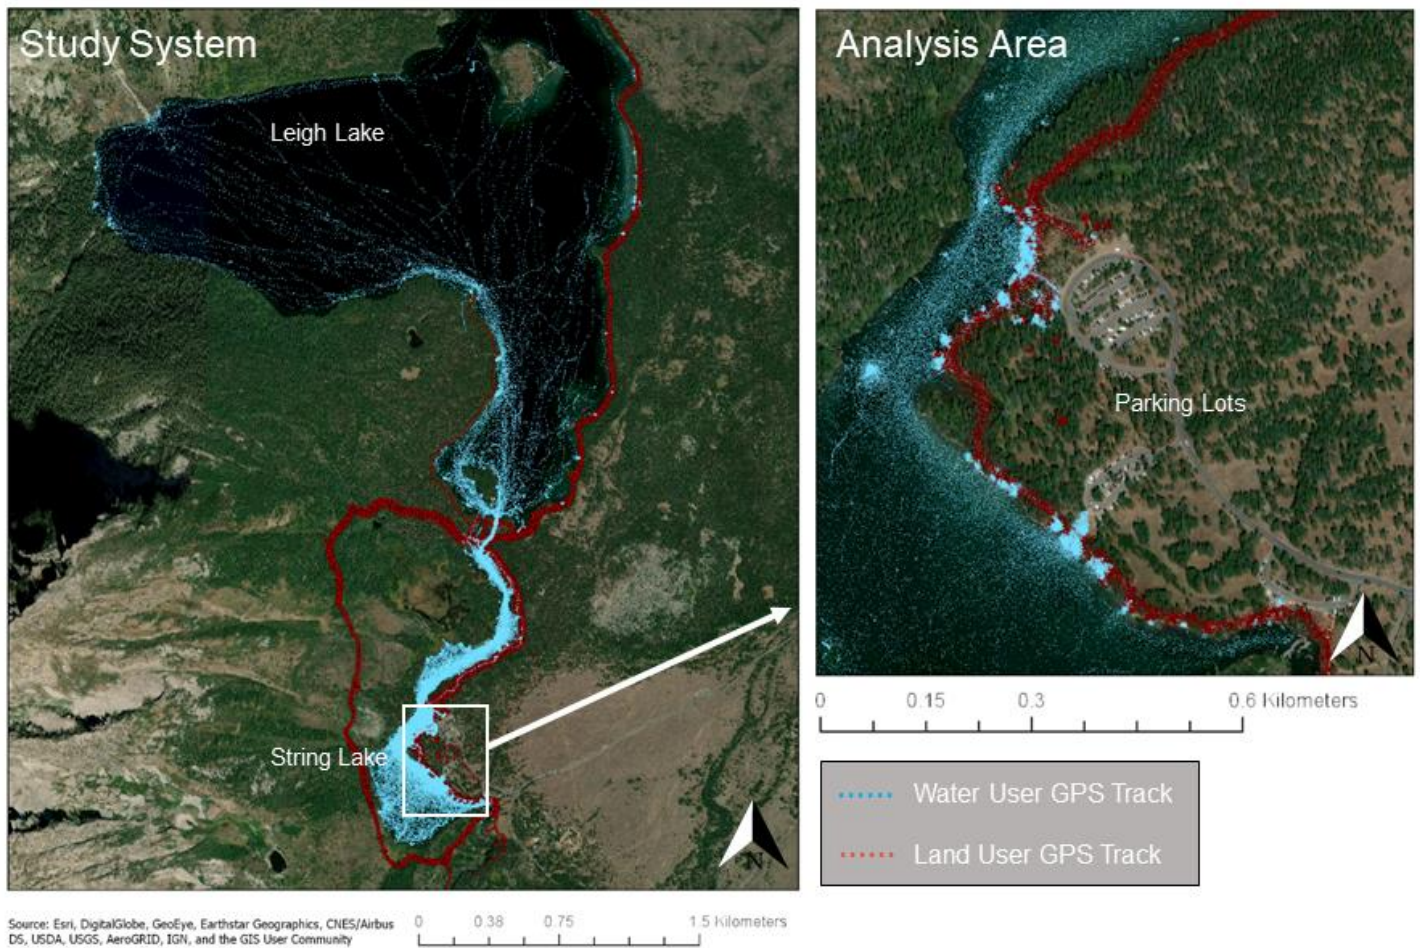 Study System
Analysis Area
Leigh Lake
String Lake
Parking Lots
N
N
0 0.15 0.3 0.6 Kilometers
Water User GPS Track
Land User GPS Track
Source: Esri, DigitalGlobe, GeoEye, Earthstar Geographics, CNES/Airbus
DS, USDA, USGS, AeroGRID, IGN, and the GIS User Community
0 0.38 0.75 1.5 Kilometers